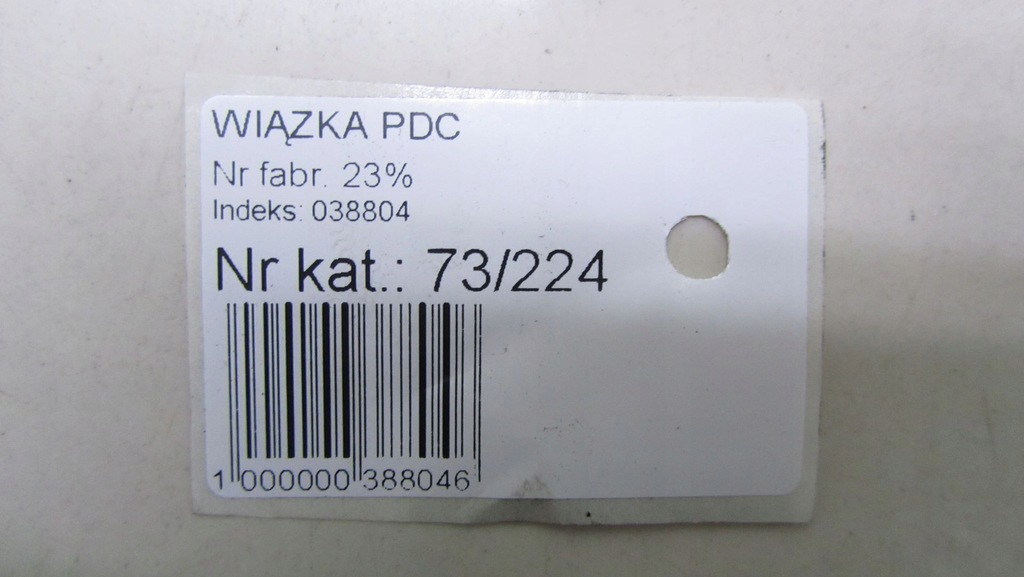 WIĄZKA PDC
Nr fabr. 23%
Indeks: 038804
Nr kat.: 73/224
1 000000 388046